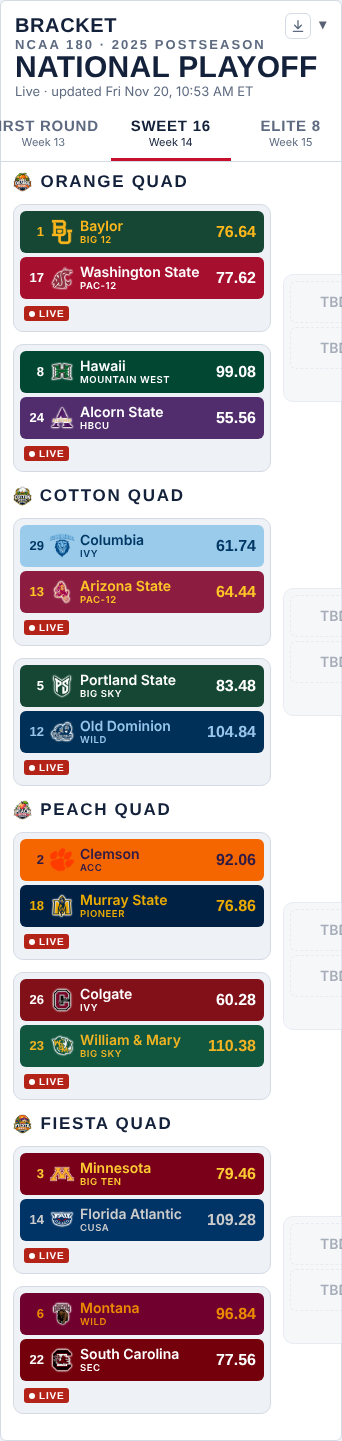 BRACKET
NCAA 180 · 2025 POSTSEASON
NATIONAL PLAYOFF
Live · updated Fri Nov 20, 10:53 AM ET
RST ROUND SWEET 16 ELITE 8
Week 13 Week 14 Week 15
ORANGE QUAD
1 Baylor 76.64
BIG 12
17 Washington State 77.62
PAC-12
LIVE
TBD
TBD
8 Hawaii 99.08
MOUNTAIN WEST
24 Alcorn State 55.56
HBCU
LIVE
COTTON QUAD
29 Columbia 61.74
IVY
13 Arizona State 64.44
PAC-12
LIVE
TBD
TBD
5 Portland State 83.48
BIG SKY
12 Old Dominion 104.84
WILD
LIVE
PEACH QUAD
2 Clemson 92.06
ACC
18 Murray State 76.86
PIONEER
LIVE
TBD
TBD
26 Colgate 60.28
IVY
23 William & Mary 110.38
BIG SKY
LIVE
FIESTA QUAD
3 Minnesota 79.46
BIG TEN
14 Florida Atlantic 109.28
CUSA
LIVE
TBD
TBD
6 Montana 96.84
WILD
22 South Carolina 77.56
SEC
LIVE